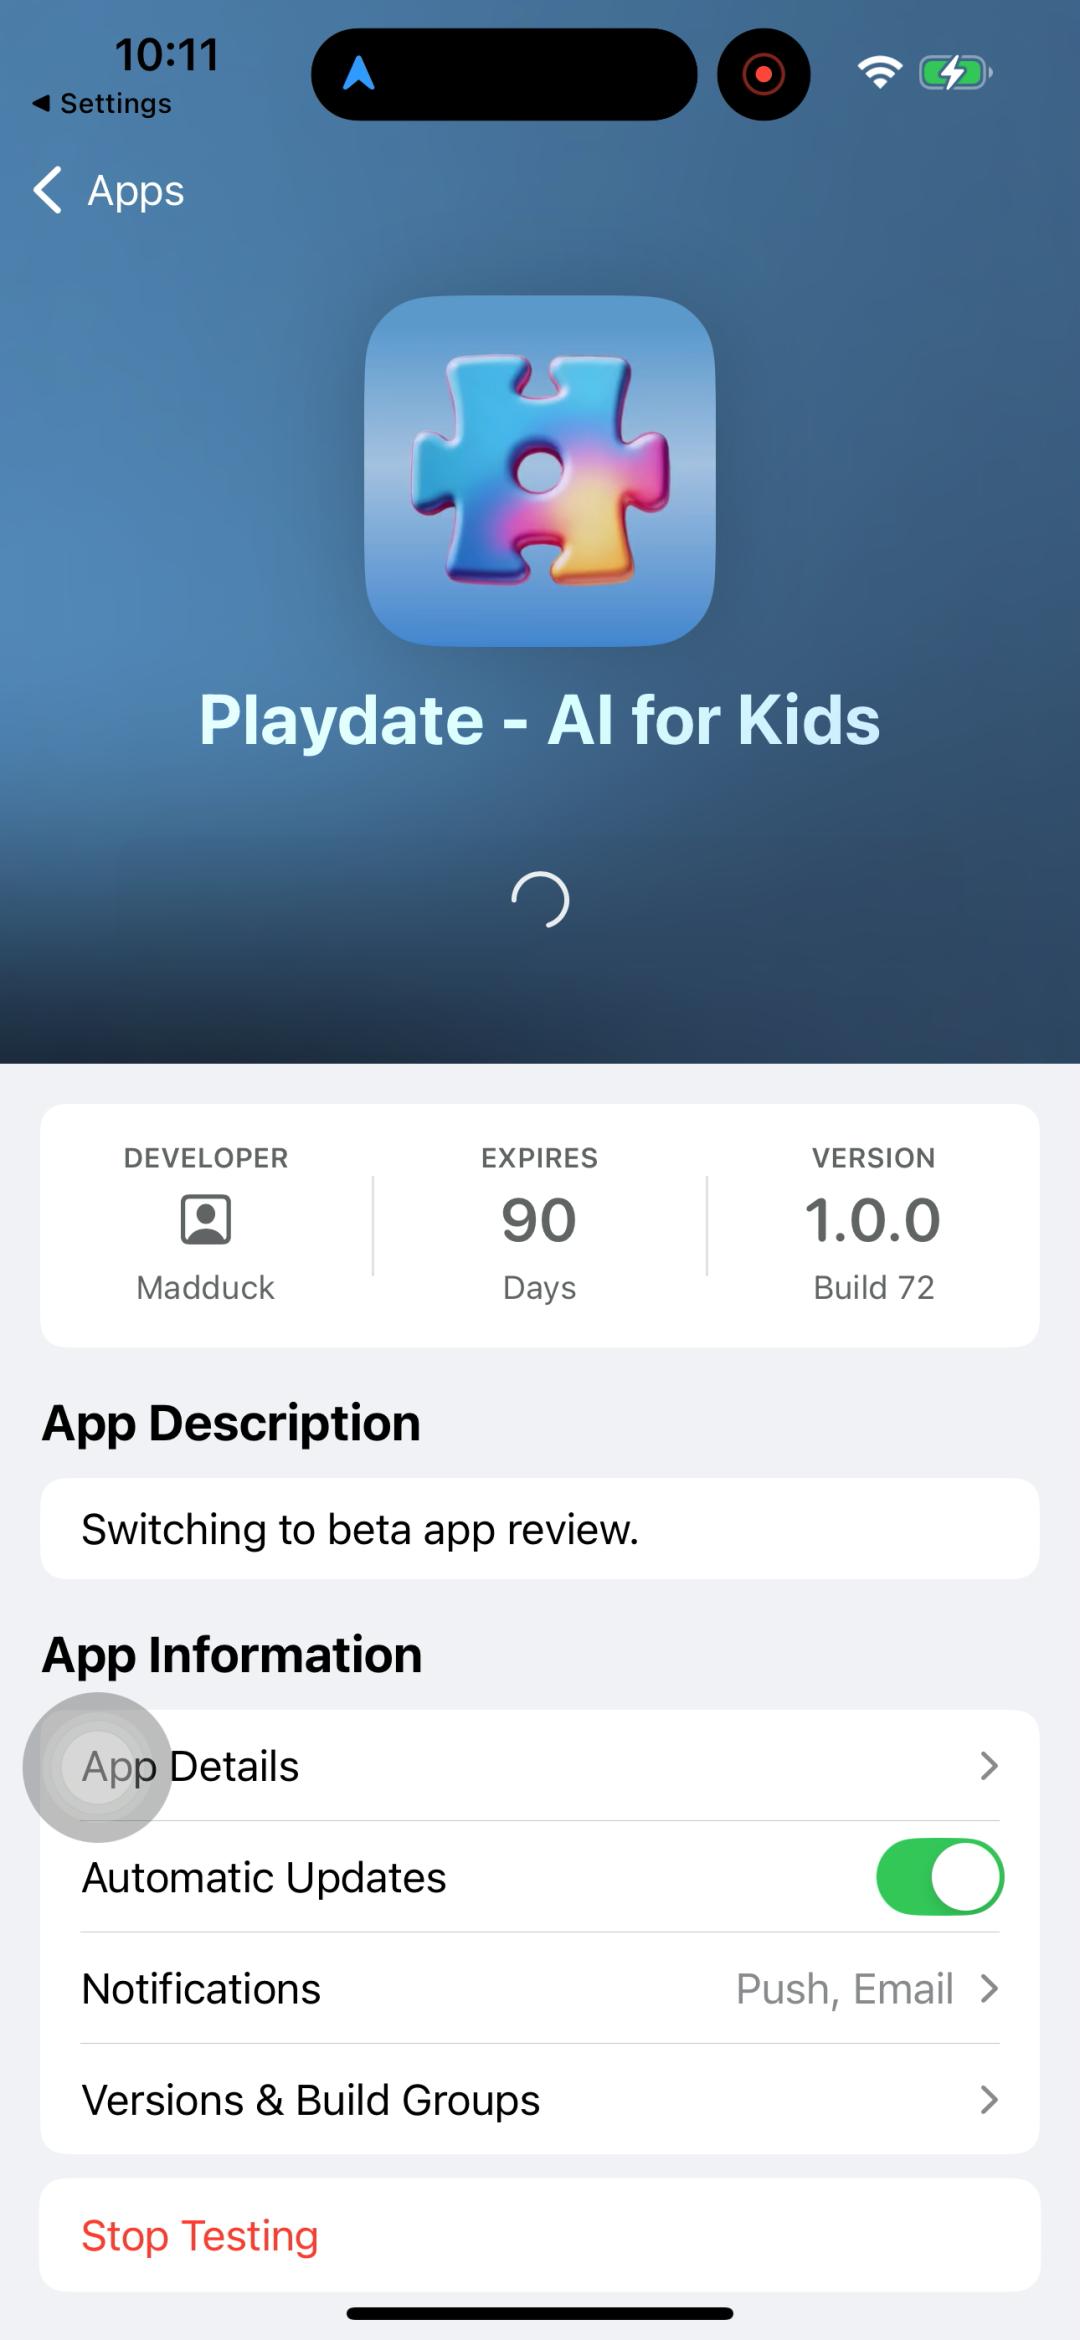 10:11
Settings
Apps
Playdate - AI for Kids
DEVELOPER
Madduck
EXPIRES
90
Days
VERSION
1.0.0
Build 72
App Description
Switching to beta app review.
App Information
App Details
Automatic Updates
Notifications Push, Email
Versions & Build Groups
Stop Testing